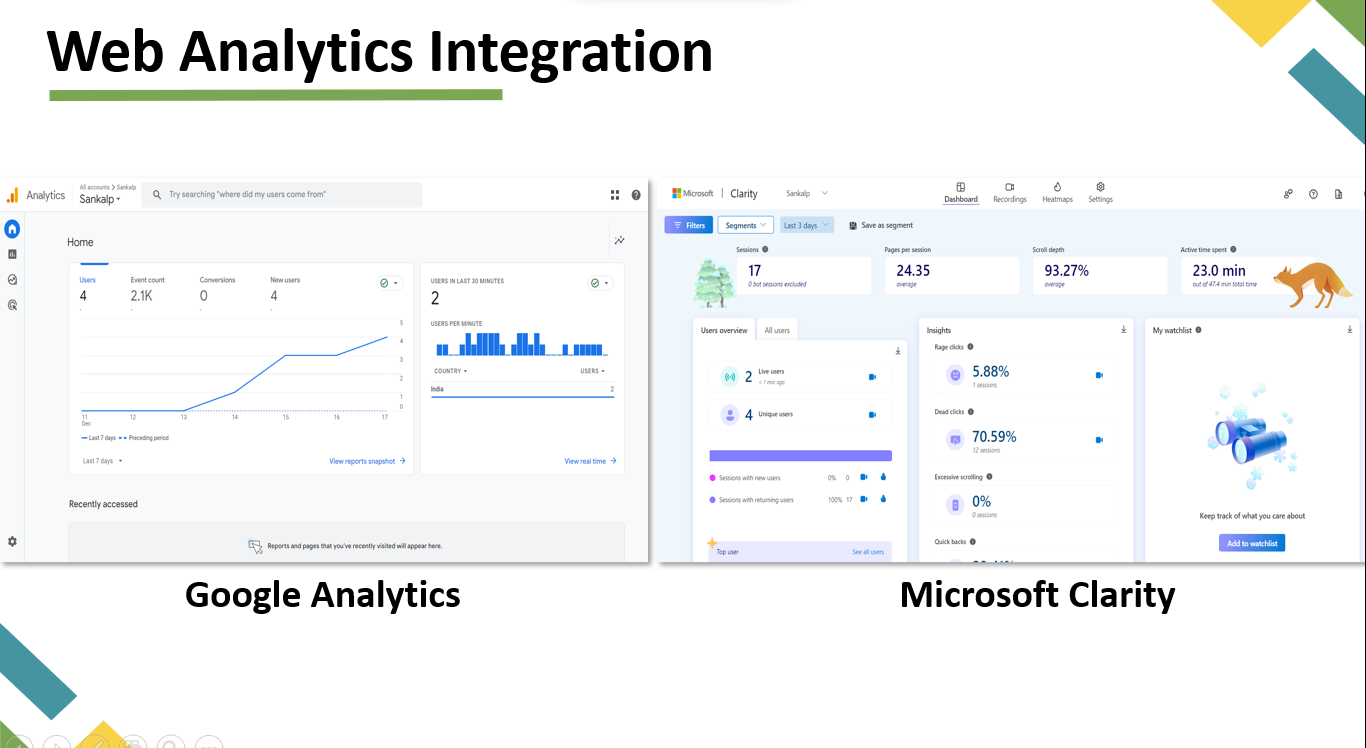 Web Analytics Integration
Analytics
All accounts > Sankalp
Sankalp
Try searching "where did my users come from"
Home
Users
4
Event count
2.1K
Conversions
0
New users
4
5
4
3
2
1
0
11
Dec
12
13
14
15
16
17
Last 7 days
Preceding period
Last 7 days
View reports snapshot
USERS IN LAST 30 MINUTES
2
USERS PER MINUTE
COUNTRY
USERS
India
2
View real time
Recently accessed
Reports and pages that you've recently visited will appear here.
Google Analytics
Microsoft
Clarity
Sankalp
Dashboard
Recordings
Heatmaps
Settings
Filters
Segments
Last 3 days
Save as segment
Sessions
17
0 bot sessions excluded
Pages per session
24.35
average
Scroll depth
93.27%
average
Active time spent
23.0 min
out of 47.4 min total time
Users overview
All users
2
Live users
< 1 min ago
4
Unique users
Sessions with new users
0% 0
Sessions with returning users
100% 17
Top user
See all users
Insights
Rage clicks
5.88%
1 sessions
Dead clicks
70.59%
12 sessions
Excessive scrolling
0%
0 sessions
Quick backs
My watchlist
Keep track of what you care about
Add to watchlist
Microsoft Clarity